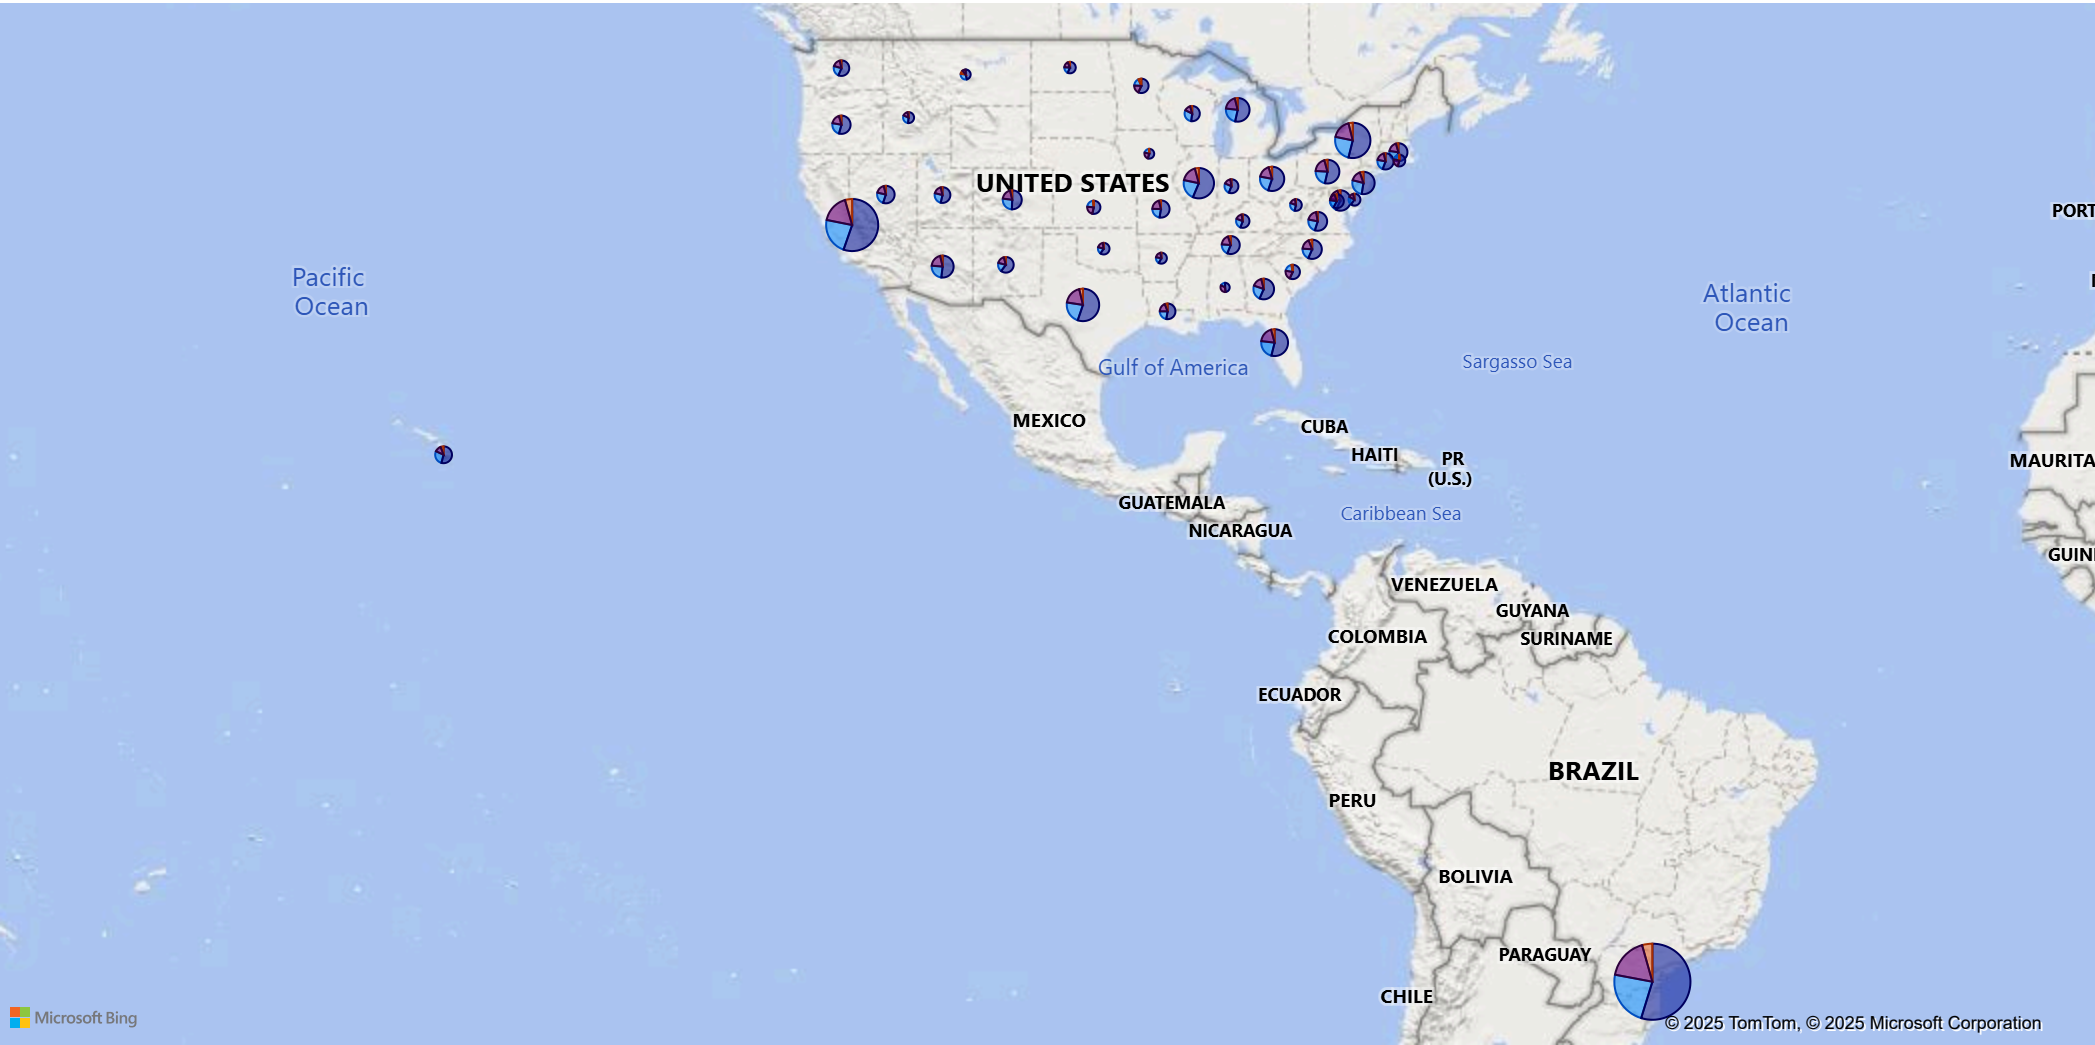 UNITED STATES
PORT
Pacific
Ocean
Atlantic
Ocean
Gulf of America
Sargasso Sea
MEXICO
CUBA
HAITI
PR
(U.S.)
MAURITA
GUATEMALA
Caribbean Sea
NICARAGUA
GUIN
VENEZUELA
GUYANA
COLOMBIA
SURINAME
ECUADOR
BRAZIL
PERU
BOLIVIA
PARAGUAY
CHILE
Microsoft Bing
© 2025 TomTom, © 2025 Microsoft Corporation